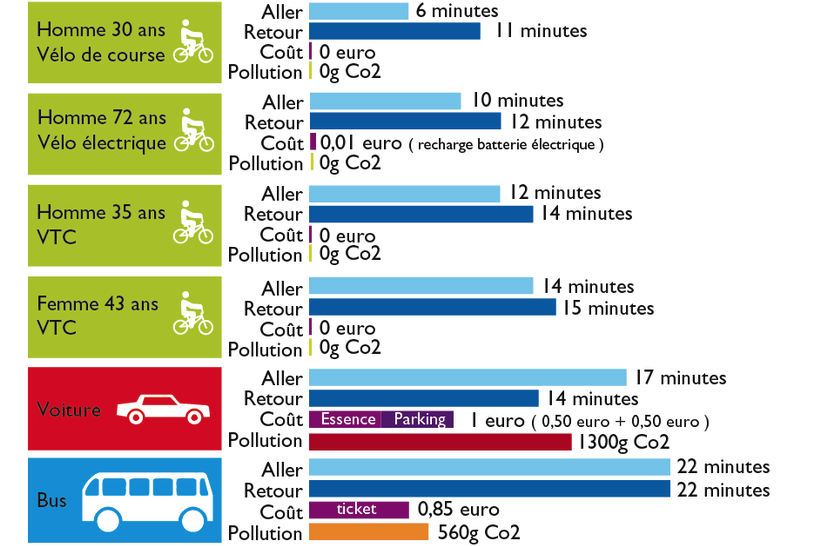 Homme 30 ans
Vélo de course
Aller 6 minutes
Retour 11 minutes
Coût 0 euro
Pollution 0g Co2
Homme 72 ans
Vélo électrique
Aller 10 minutes
Retour 12 minutes
Coût 0,01 euro ( recharge batterie électrique )
Pollution 0g Co2
Homme 35 ans
VTC
Aller 12 minutes
Retour 14 minutes
Coût 0 euro
Pollution 0g Co2
Femme 43 ans
VTC
Aller 14 minutes
Retour 15 minutes
Coût 0 euro
Pollution 0g Co2
Voiture
Aller 17 minutes
Retour 14 minutes
Coût Essence Parking 1 euro ( 0,50 euro + 0,50 euro )
Pollution 1300g Co2
Bus
Aller 22 minutes
Retour 22 minutes
Coût ticket 0,85 euro
Pollution 560g Co2